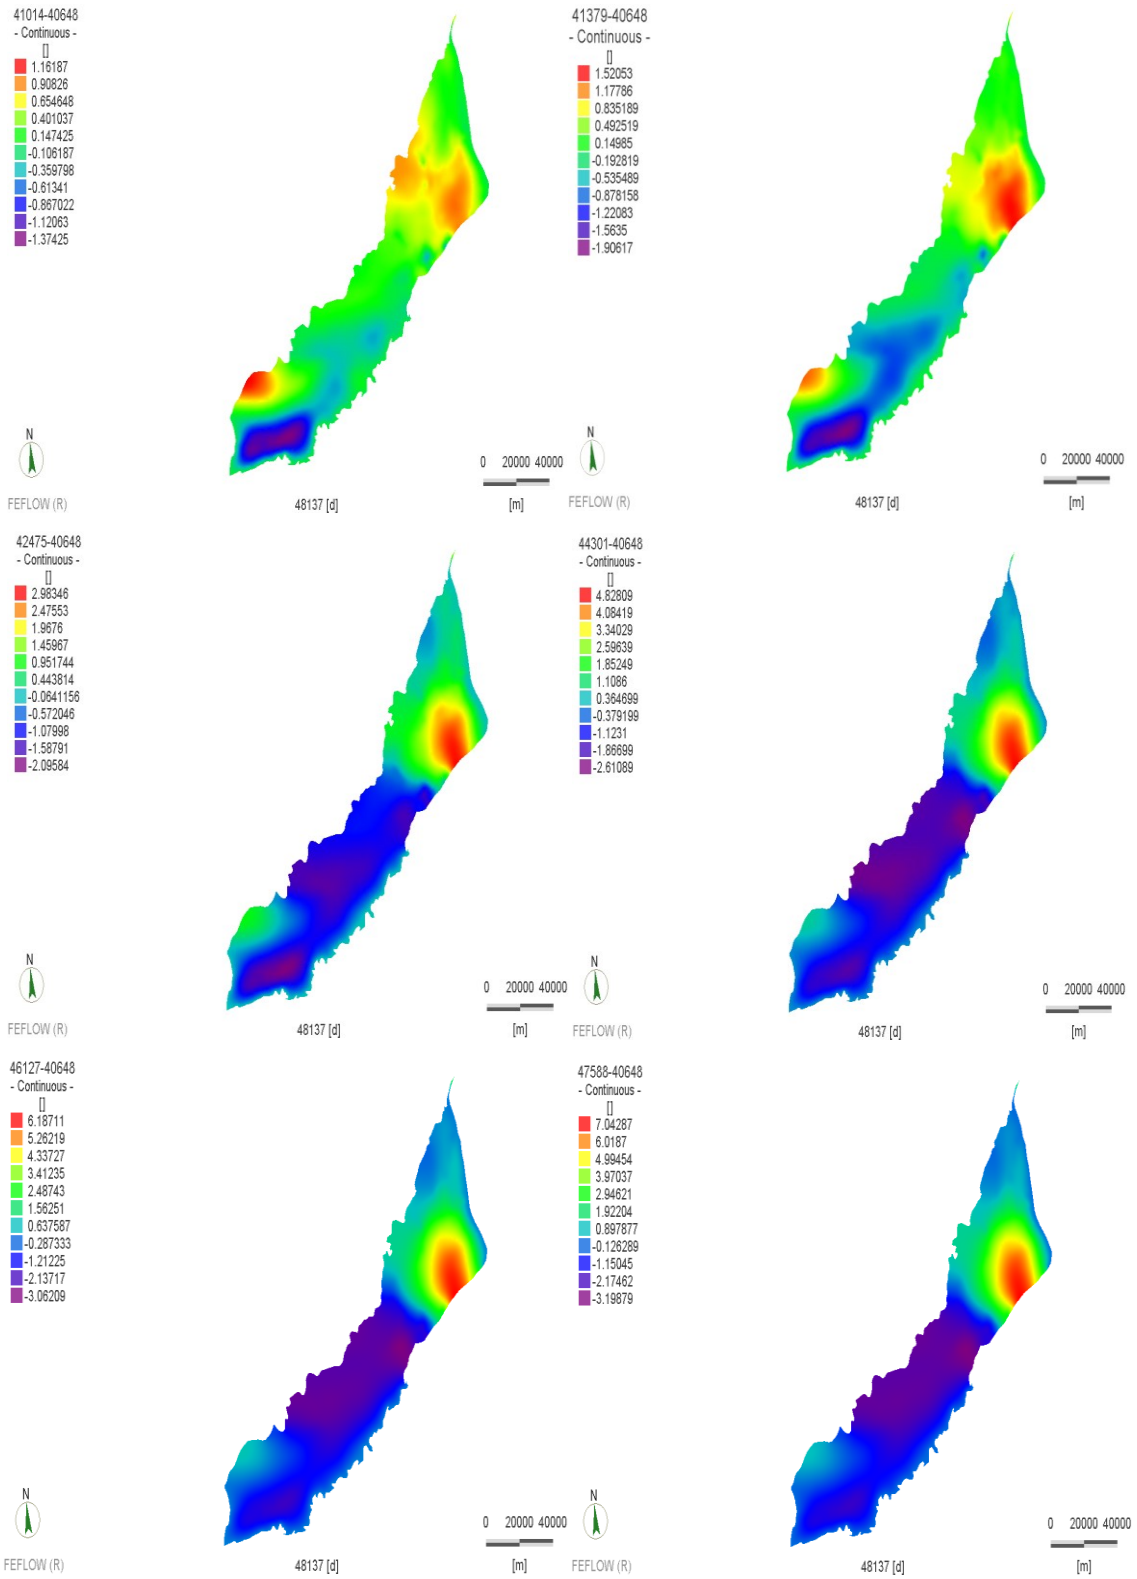 41014-40648
- Continuous -
[]
1.16187
0.90826
0.654648
0.401037
0.147425
-0.106187
-0.359798
-0.61341
-0.867022
-1.12063
-1.37425
N
FEFLOW (R)
48137 [d]
0 20000 40000
[m]
41379-40648
- Continuous -
[]
1.52053
1.17786
0.835189
0.492519
0.14985
-0.192819
-0.535489
-0.878158
-1.22083
-1.5635
-1.90617
N
FEFLOW (R)
48137 [d]
0 20000 40000
[m]
42475-40648
- Continuous -
[]
2.98346
2.47553
1.9676
1.45967
0.951744
0.443814
-0.0641156
-0.572046
-1.07998
-1.58791
-2.09584
N
FEFLOW (R)
48137 [d]
0 20000 40000
[m]
44301-40648
- Continuous -
[]
4.82809
4.08419
3.34029
2.59639
1.85249
1.1086
0.364699
-0.379199
-1.1231
-1.86699
-2.61089
N
FEFLOW (R)
48137 [d]
0 20000 40000
[m]
46127-40648
- Continuous -
[]
6.18711
5.26219
4.33727
3.41235
2.48743
1.56251
0.637587
-0.287333
-1.21225
-2.13717
-3.06209
N
FEFLOW (R)
48137 [d]
0 20000 40000
[m]
47588-40648
- Continuous -
[]
7.04287
6.0187
4.99454
3.97037
2.94621
1.92204
0.897877
-0.126289
-1.15045
-2.17462
-3.19879
N
FEFLOW (R)
48137 [d]
0 20000 40000
[m]